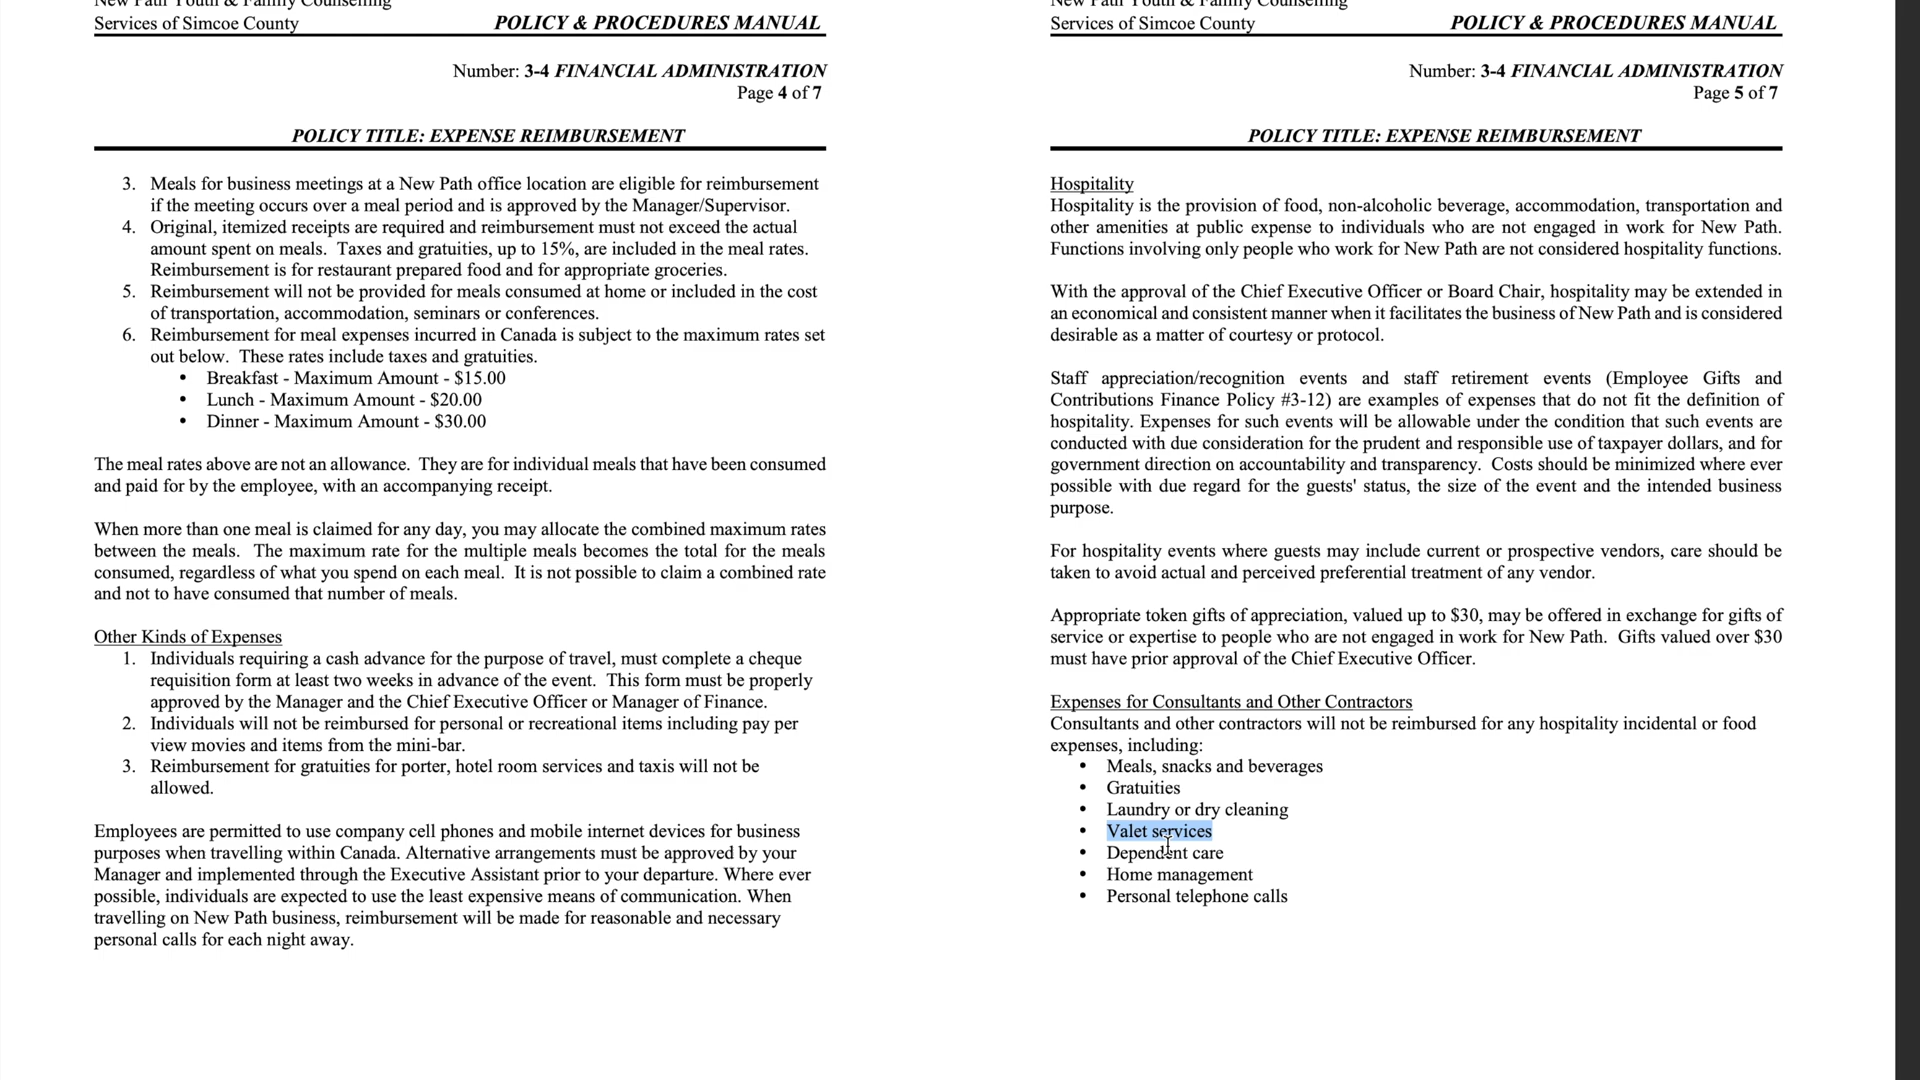 New Path Youth & Family Counselling
Services of Simcoe County POLICY & PROCEDURES MANUAL
Number: 3-4 FINANCIAL ADMINISTRATION
Page 4 of 7
POLICY TITLE: EXPENSE REIMBURSEMENT
3. Meals for business meetings at a New Path office location are eligible for reimbursement
if the meeting occurs over a meal period and is approved by the Manager/Supervisor.
4. Original, itemized receipts are required and reimbursement must not exceed the actual
amount spent on meals. Taxes and gratuities, up to 15%, are included in the meal rates.
Reimbursement is for restaurant prepared food and for appropriate groceries.
5. Reimbursement will not be provided for meals consumed at home or included in the cost
of transportation, accommodation, seminars or conferences.
6. Reimbursement for meal expenses incurred in Canada is subject to the maximum rates set
out below. These rates include taxes and gratuities.
• Breakfast - Maximum Amount - $15.00
• Lunch - Maximum Amount - $20.00
• Dinner - Maximum Amount - $30.00
The meal rates above are not an allowance. They are for individual meals that have been consumed
and paid for by the employee, with an accompanying receipt.
When more than one meal is claimed for any day, you may allocate the combined maximum rates
between the meals. The maximum rate for the multiple meals becomes the total for the meals
consumed, regardless of what you spend on each meal. It is not possible to claim a combined rate
and not to have consumed that number of meals.
Other Kinds of Expenses
1. Individuals requiring a cash advance for the purpose of travel, must complete a cheque
requisition form at least two weeks in advance of the event. This form must be properly
approved by the Manager and the Chief Executive Officer or Manager of Finance.
2. Individuals will not be reimbursed for personal or recreational items including pay per
view movies and items from the mini-bar.
3. Reimbursement for gratuities for porter, hotel room services and taxis will not be
allowed.
Employees are permitted to use company cell phones and mobile internet devices for business
purposes when travelling within Canada. Alternative arrangements must be approved by your
Manager and implemented through the Executive Assistant prior to your departure. Where ever
possible, individuals are expected to use the least expensive means of communication. When
travelling on New Path business, reimbursement will be made for reasonable and necessary
personal calls for each night away.
New Path Youth & Family Counselling
Services of Simcoe County POLICY & PROCEDURES MANUAL
Number: 3-4 FINANCIAL ADMINISTRATION
Page 5 of 7
POLICY TITLE: EXPENSE REIMBURSEMENT
Hospitality
Hospitality is the provision of food, non-alcoholic beverage, accommodation, transportation and
other amenities at public expense to individuals who are not engaged in work for New Path.
Functions involving only people who work for New Path are not considered hospitality functions.
With the approval of the Chief Executive Officer or Board Chair, hospitality may be extended in
an economical and consistent manner when it facilitates the business of New Path and is considered
desirable as a matter of courtesy or protocol.
Staff appreciation/recognition events and staff retirement events (Employee Gifts and
Contributions Finance Policy #3-12) are examples of expenses that do not fit the definition of
hospitality. Expenses for such events will be allowable under the condition that such events are
conducted with due consideration for the prudent and responsible use of taxpayer dollars, and for
government direction on accountability and transparency. Costs should be minimized where ever
possible with due regard for the guests' status, the size of the event and the intended business
purpose.
For hospitality events where guests may include current or prospective vendors, care should be
taken to avoid actual and perceived preferential treatment of any vendor.
Appropriate token gifts of appreciation, valued up to $30, may be offered in exchange for gifts of
service or expertise to people who are not engaged in work for New Path. Gifts valued over $30
must have prior approval of the Chief Executive Officer.
Expenses for Consultants and Other Contractors
Consultants and other contractors will not be reimbursed for any hospitality incidental or food
expenses, including:
• Meals, snacks and beverages
• Gratuities
• Laundry or dry cleaning
• Valet services
• Dependent care
• Home management
• Personal telephone calls